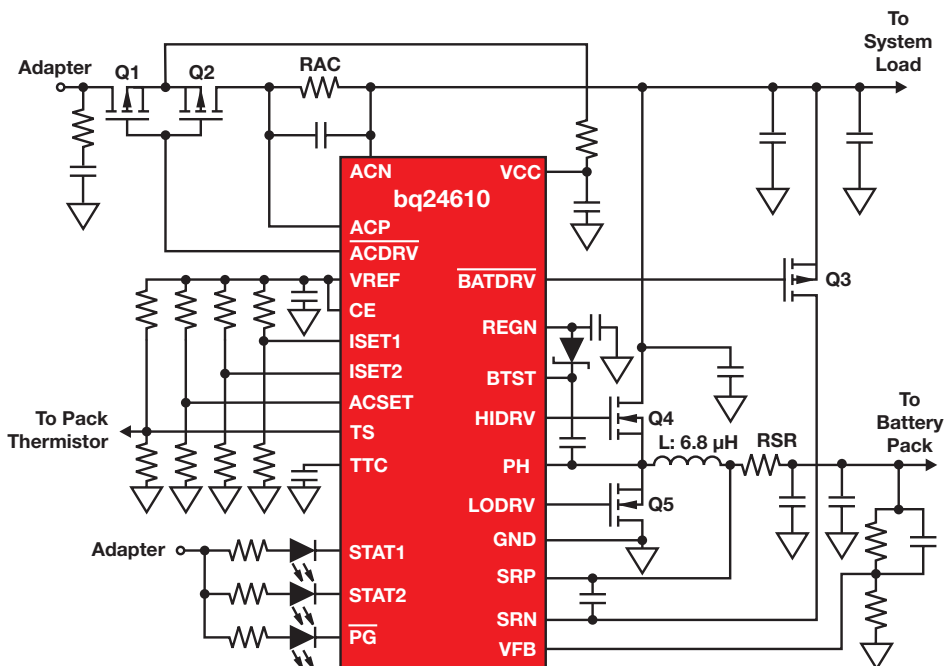 To
System
Load
Adapter
Q1
Q2
RAC
ACN
VCC
bq24610
ACP
ACDRV
VREF
BATDRV
Q3
CE
REGN
ISET1
ISET2
BTST
ACSET
HIDRV
Q4
To Pack
Thermistor
TS
To
Battery
Pack
L: 6.8 µH
RSR
TTC
PH
LODRV
Q5
GND
Adapter
STAT1
SRP
STAT2
SRN
PG
VFB